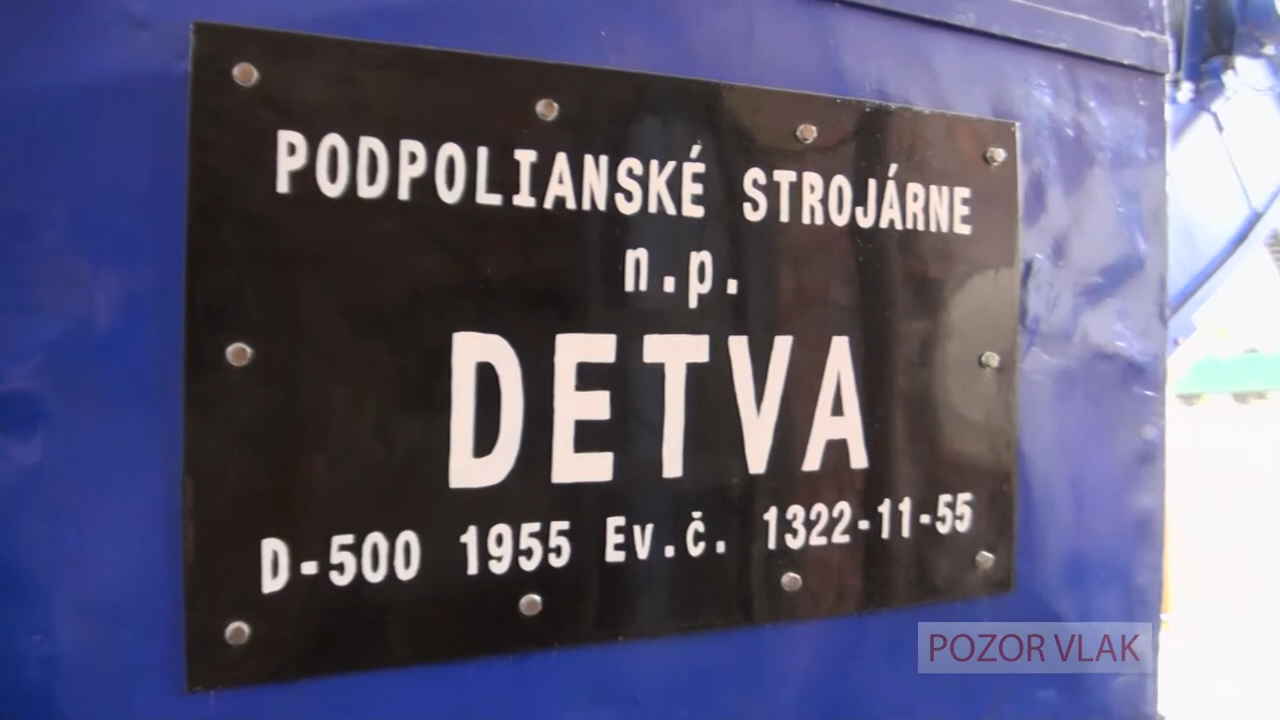 PODPOLIANSKÉ STROJÁRNE
n.p.
DETVA
D-500 1955 Ev.č. 1322-11-55
POZOR VLAK